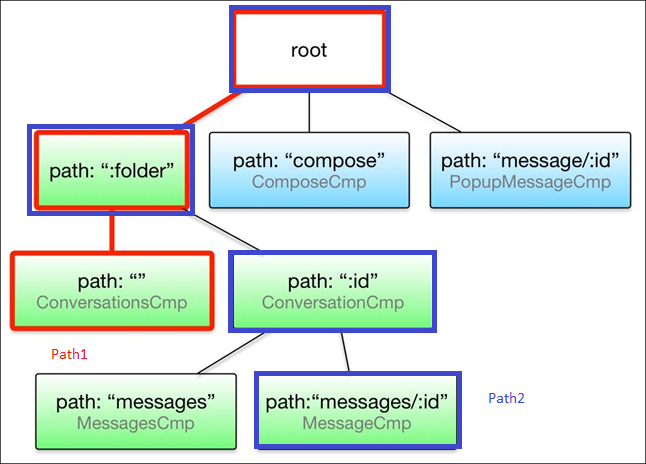 root
path: “:folder”
path: “compose”
ComposeCmp
path: “message/:id”
PopupMessageCmp
path: “”
ConversationsCmp
path: “:id”
ConversationCmp
Path1
path: “messages”
MessagesCmp
path:“messages/:id”
MessageCmp
Path2